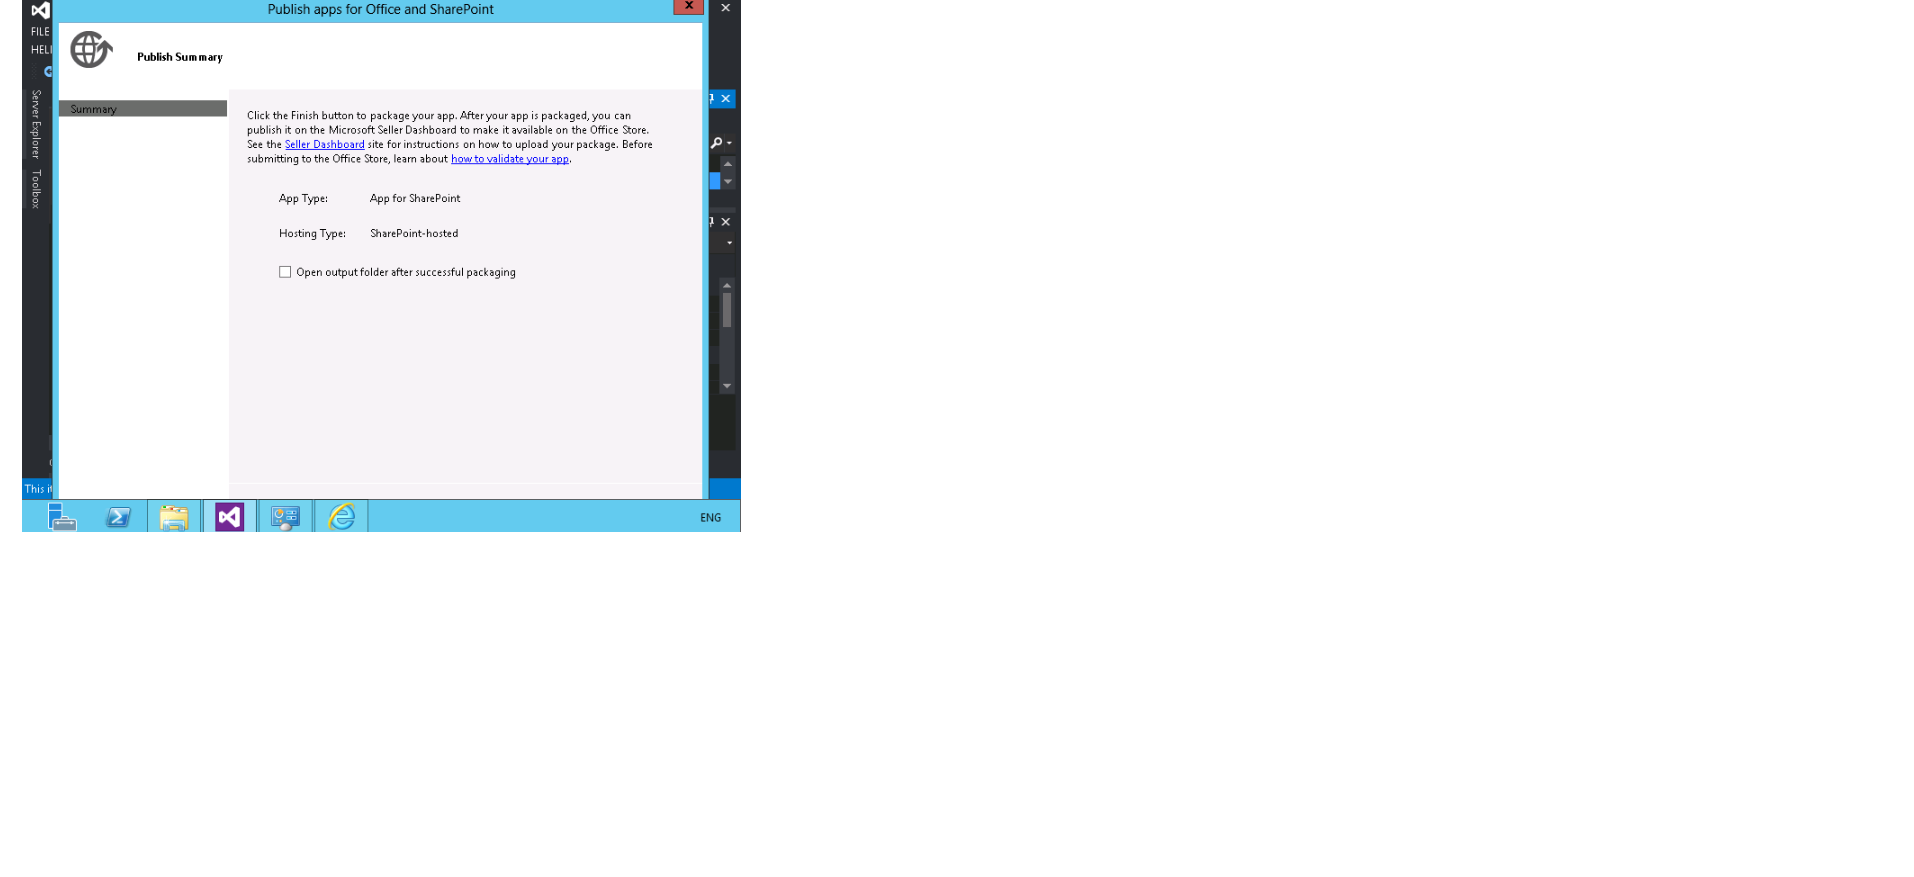 Publish apps for Office and SharePoint
FILE
HEL
Publish Summary
Server Explorer
Toolbox
Summary
Click the Finish button to package your app. After your app is packaged, you can
publish it on the Microsoft Seller Dashboard to make it available on the Office Store.
See the Seller Dashboard site for instructions on how to upload your package. Before
submitting to the Office Store, learn about how to validate your app.
App Type: App for SharePoint
Hosting Type: SharePoint-hosted
Open output folder after successful packaging
This it
ENG